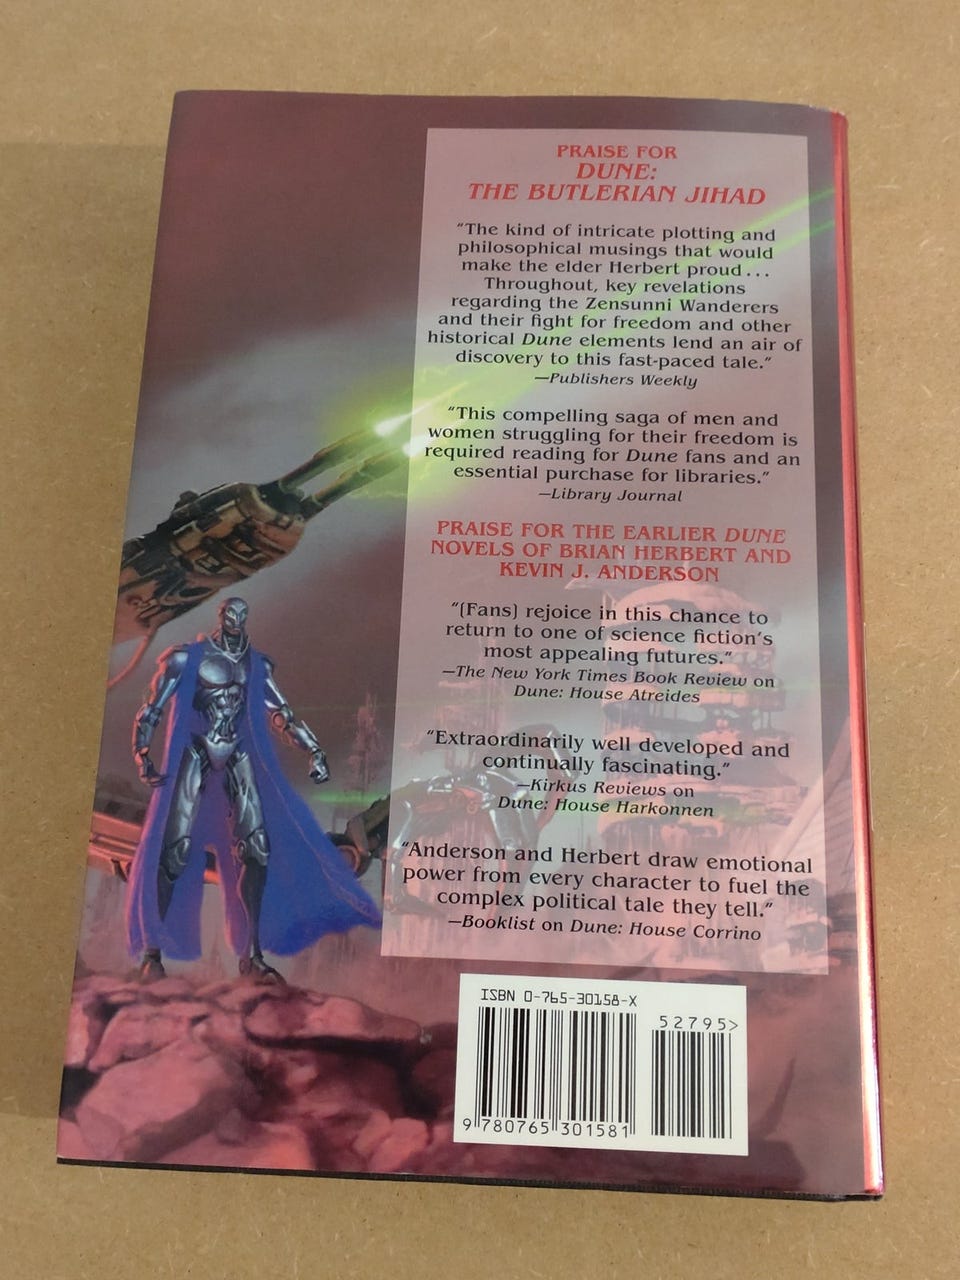 PRAISE FOR
DUNE:
THE BUTLERIAN JIHAD
“The kind of intricate plotting and
philosophical musings that would
make the elder Herbert proud . . .
Throughout, key revelations
regarding the Zensunni Wanderers
and their fight for freedom and other
historical Dune elements lend an air of
discovery to this fast-paced tale.”
—Publishers Weekly
“This compelling saga of men and
women struggling for their freedom is
required reading for Dune fans and an
essential purchase for libraries.”
—Library Journal
PRAISE FOR THE EARLIER DUNE
NOVELS OF BRIAN HERBERT AND
KEVIN J. ANDERSON
“(Fans) rejoice in this chance to
return to one of science fiction’s
most appealing futures.”
—The New York Times Book Review on
Dune: House Atreides
“Extraordinarily well developed and
continually fascinating.”
—Kirkus Reviews on
Dune: House Harkonnen
“Anderson and Herbert draw emotional
power from every character to fuel the
complex political tale they tell.”
—Booklist on Dune: House Corrino
ISBN 0-765-30158-X
52795>
9 780765 301581